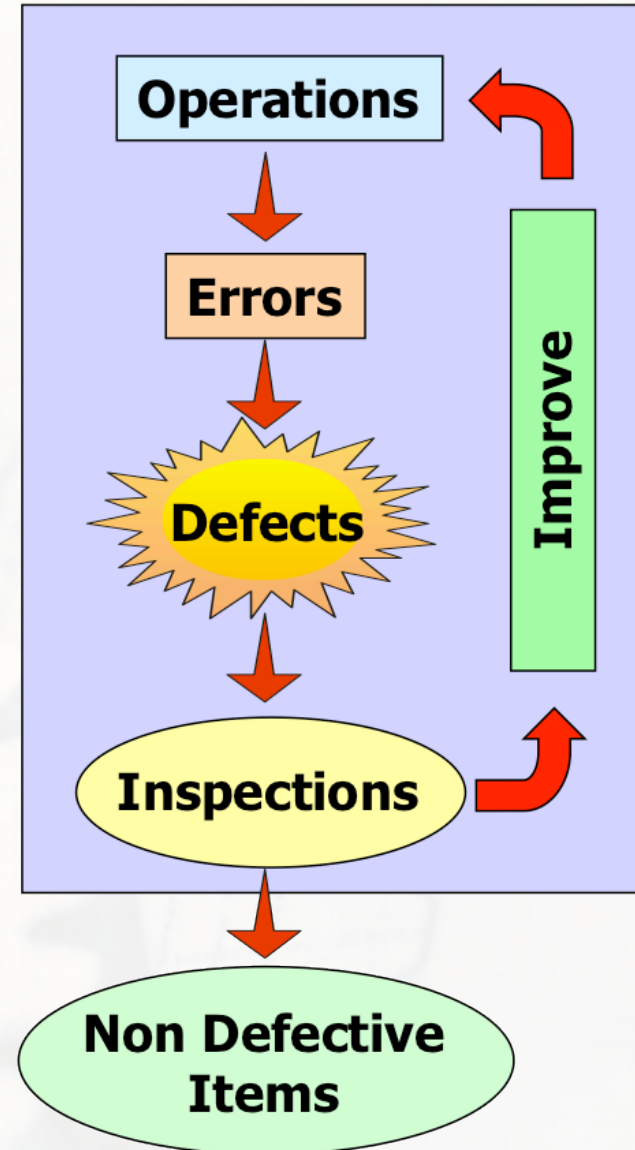 Operations
Errors
Defects
Improve
Inspections
Non Defective
Items